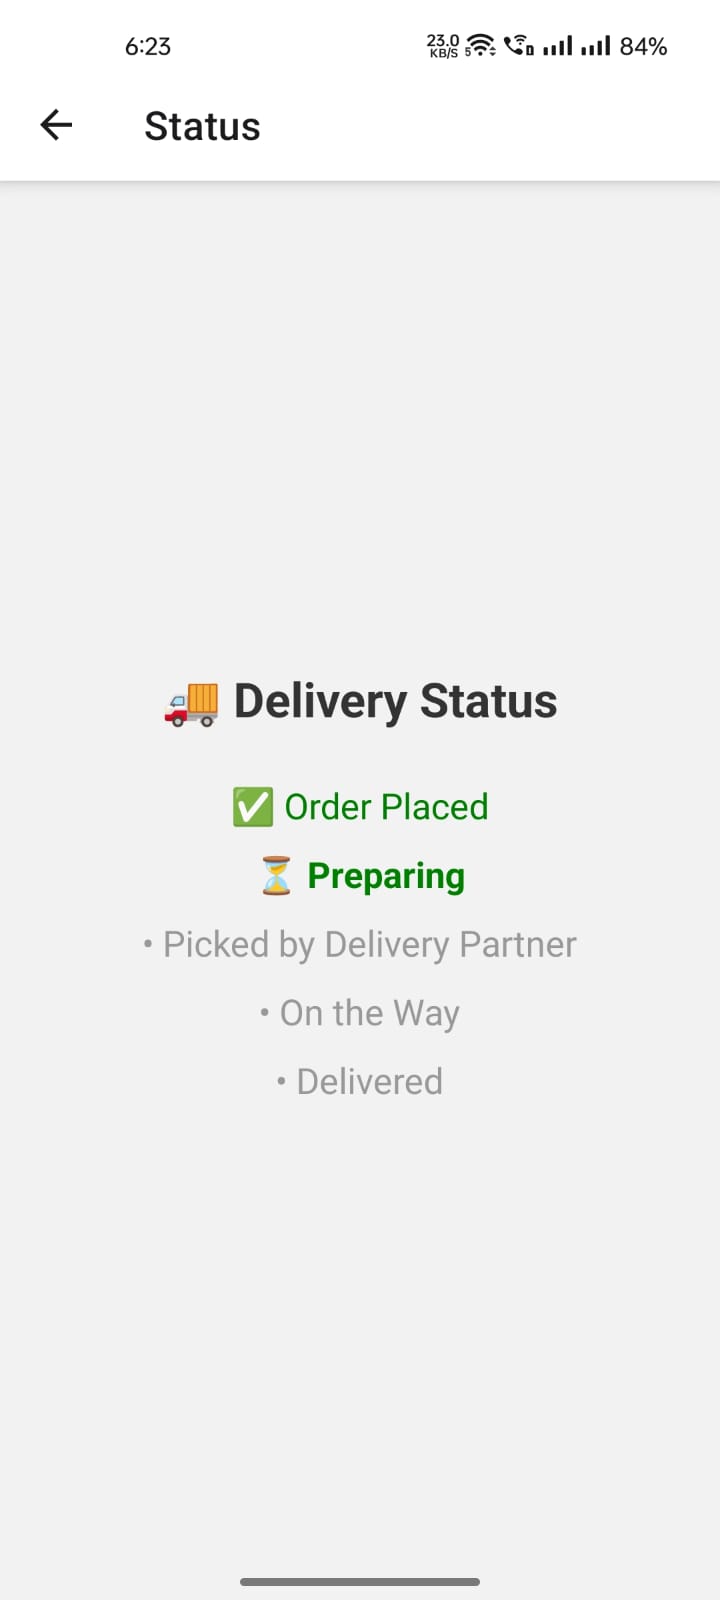 6:23
23.0
KB/S 5 84%
Status
🚚 Delivery Status
✅ Order Placed
⏳ Preparing
• Picked by Delivery Partner
• On the Way
• Delivered